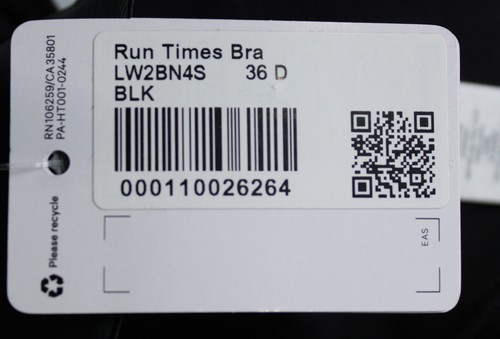 Run Times Bra
LW2BN4S 36 D
BLK
000110026264
RN106259/CA35801
PA-HT001-0244
Please recycle
EAS